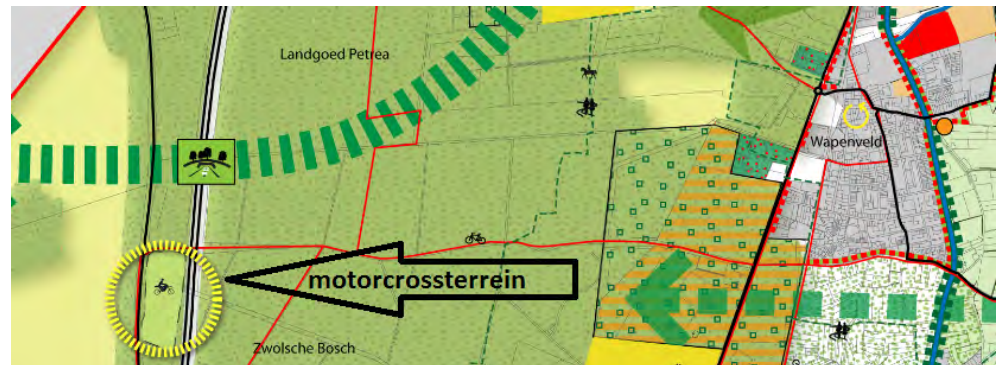 Landgoed Petrea
Wapenveld
motorcrossterrein
Zwolsche Bosch